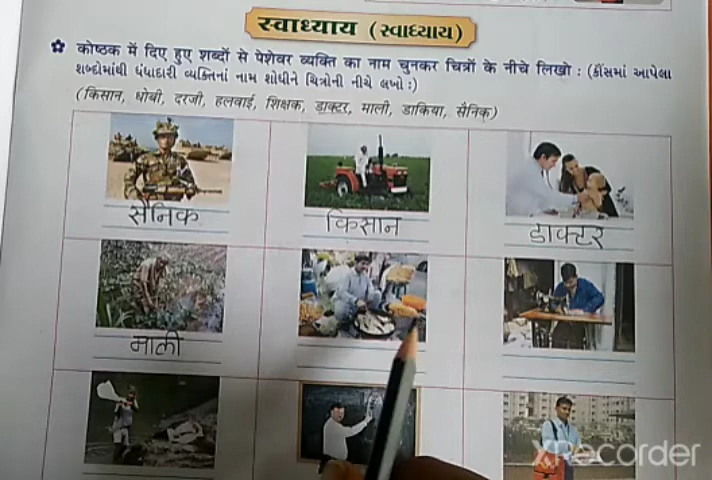 स्वाध्याय (સ્વાધ્યાય)
कोष्ठक में दिए हुए शब्दों से पेशेवर व्यक्ति का नाम चुनकर चित्रों के नीचे लिखो : (કૌંસમાં આપેલા
શબ્દોમાંથી ધંધાદારી વ્યક્તિનાં નામ શોધીને ચિત્રોની નીચે લખો :)
(किसान, धोबी, दरजी, हलवाई, शिक्षक, डाक्टर, माली, डाकिया, सैनिक)
सैनिक
किसान
डाक्टर
माली
XRecorder